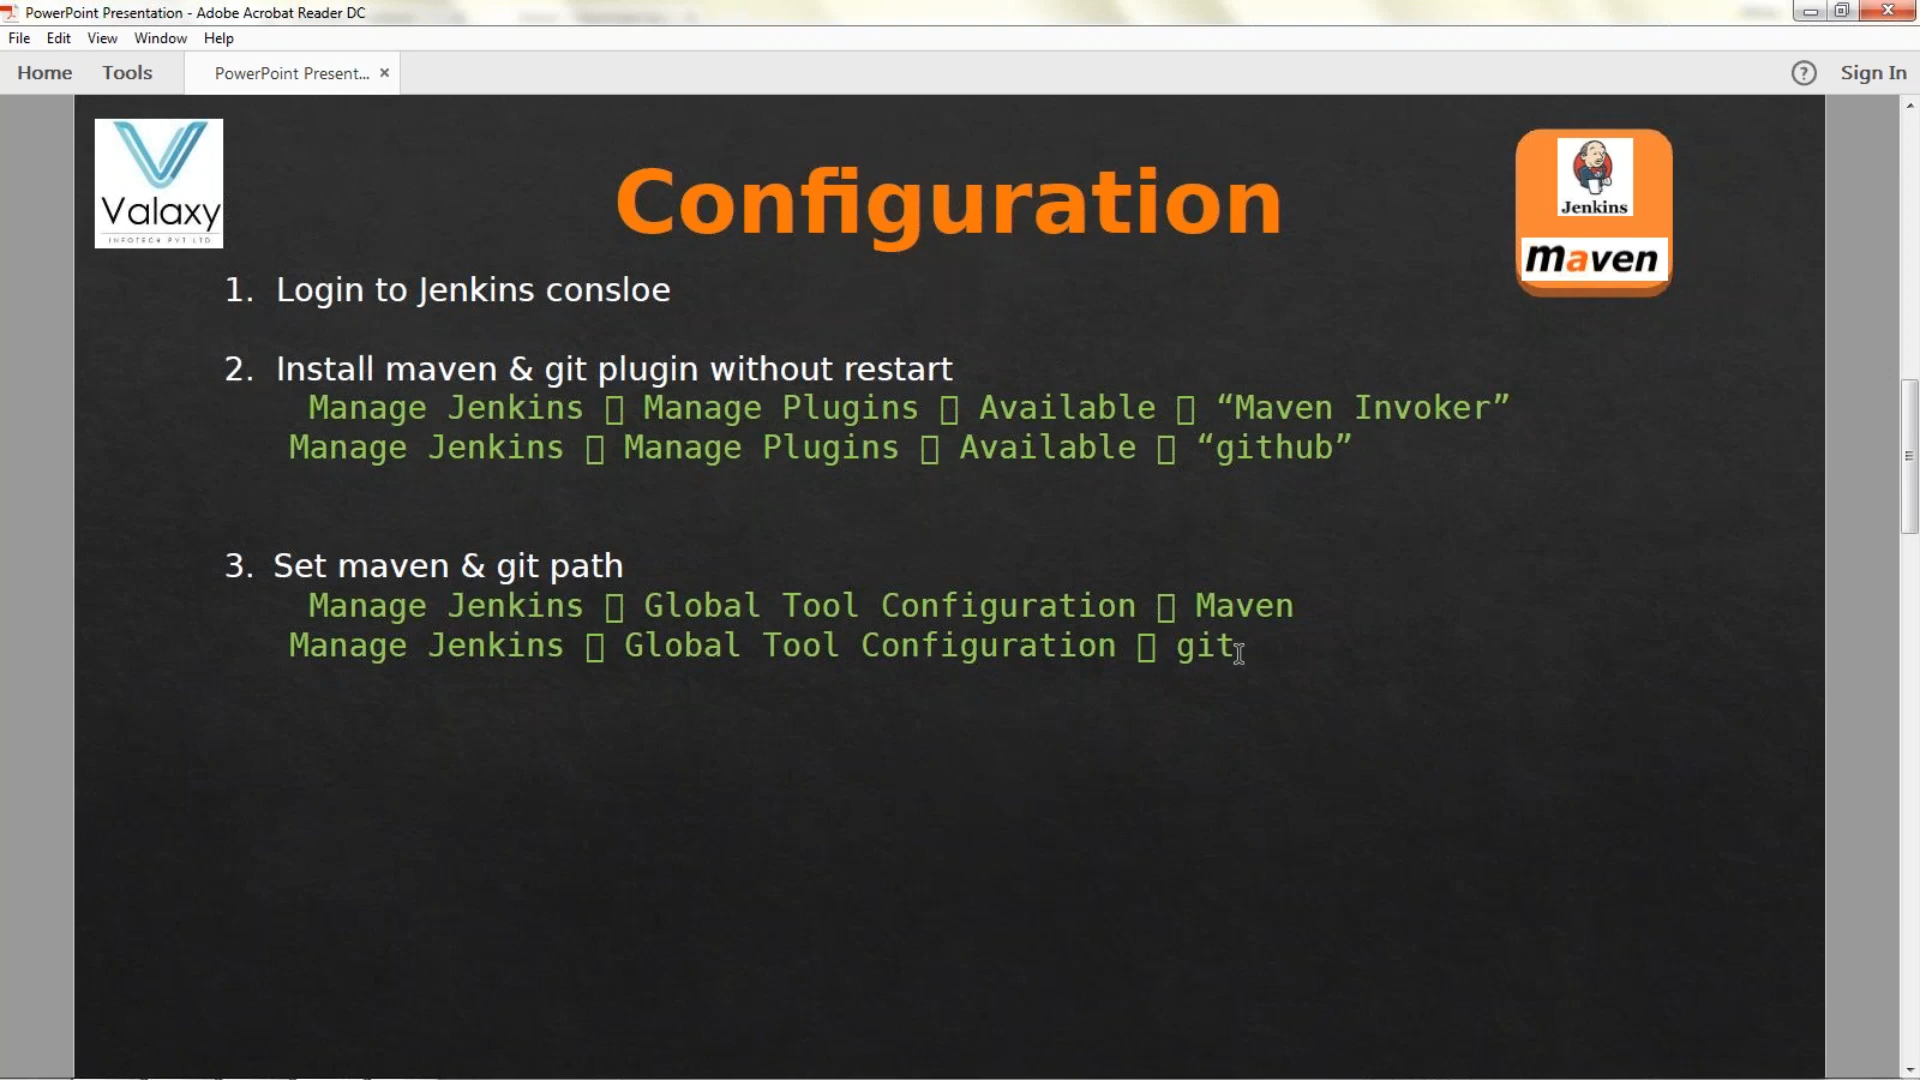 PowerPoint Presentation - Adobe Acrobat Reader DC
File Edit View Window Help
Home Tools PowerPoint Present... × ? Sign In
Valaxy
INFOTECH PVT LTD
Configuration
Jenkins
maven
1. Login to Jenkins consloe
2. Install maven & git plugin without restart
Manage Jenkins ▯ Manage Plugins ▯ Available ▯ “Maven Invoker”
Manage Jenkins ▯ Manage Plugins ▯ Available ▯ “github”
3. Set maven & git path
Manage Jenkins ▯ Global Tool Configuration ▯ Maven
Manage Jenkins ▯ Global Tool Configuration ▯ git